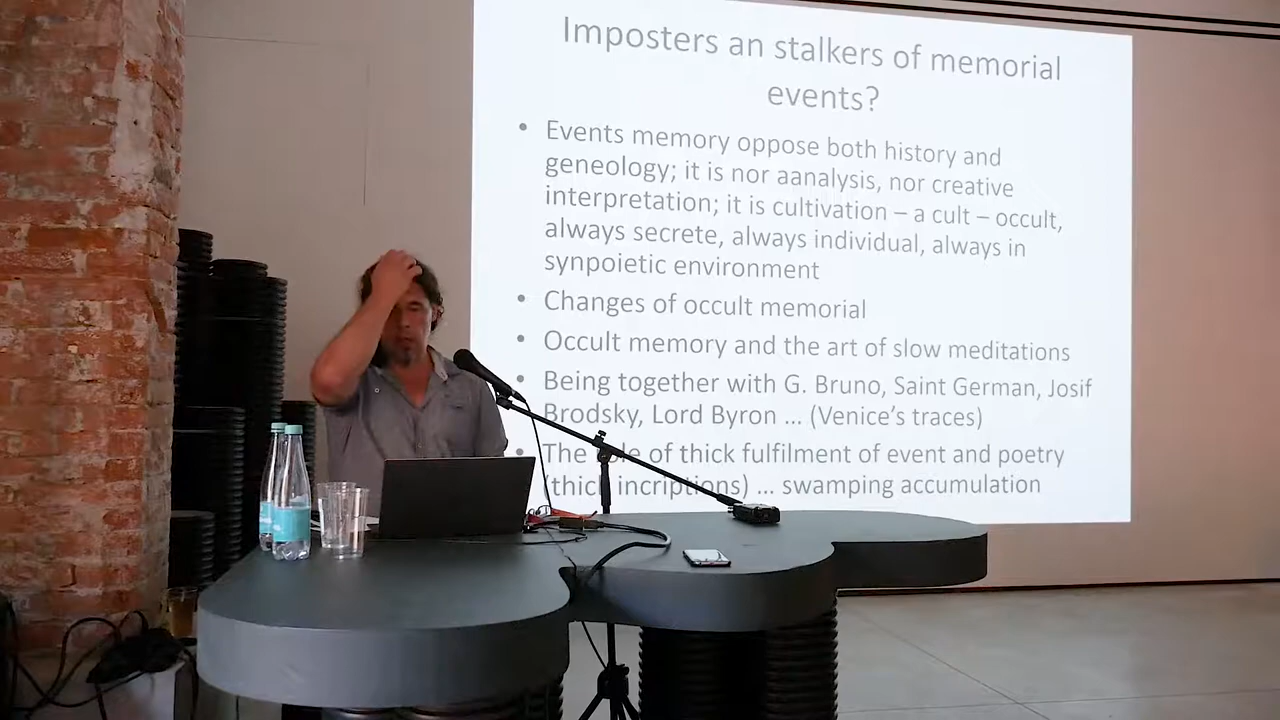 Imposters an stalkers of memorial
events?
• Events memory oppose both history and
geneology; it is nor aanalysis, nor creative
interpretation; it is cultivation – a cult – occult,
always secrete, always individual, always in
synpoietic environment
• Changes of occult memorial
• Occult memory and the art of slow meditations
• Being together with G. Bruno, Saint German, Josif
Brodsky, Lord Byron ... (Venice's traces)
• The role of thick fulfilment of event and poetry
(thick incriptions) ... swamping accumulation